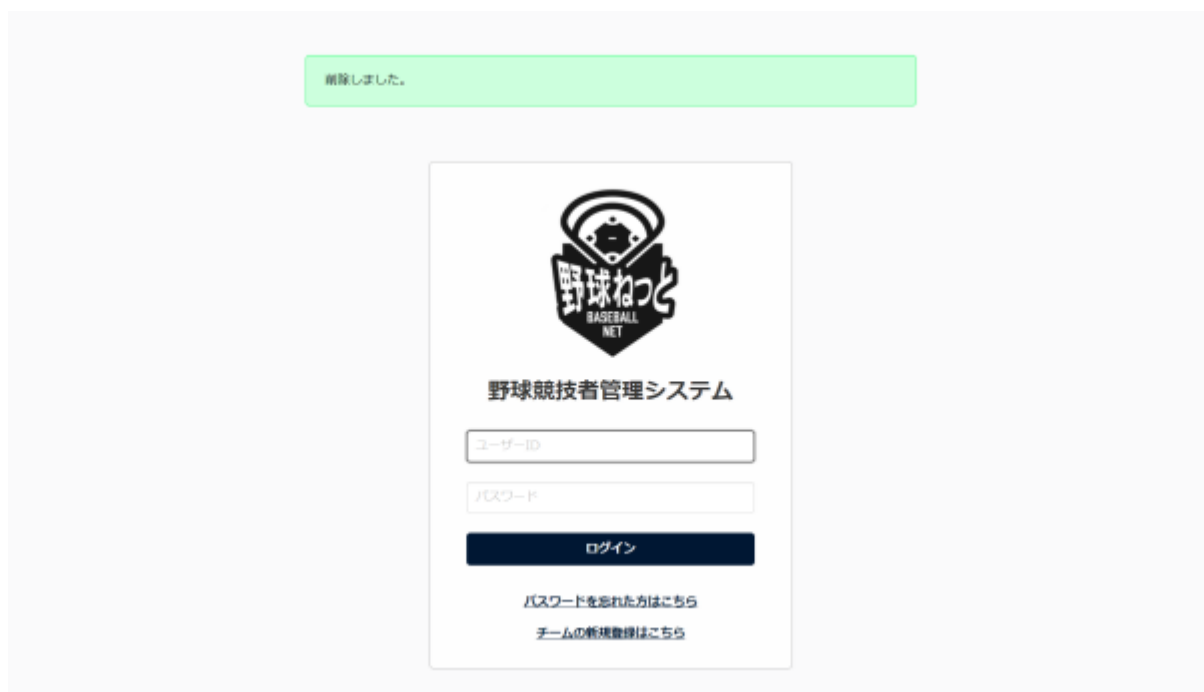 削除しました。
野球ねっと
BASEBALL
NET
野球競技者管理システム
ユーザーID
パスワード
ログイン
パスワードを忘れた方はこちら
チームの新規登録はこちら